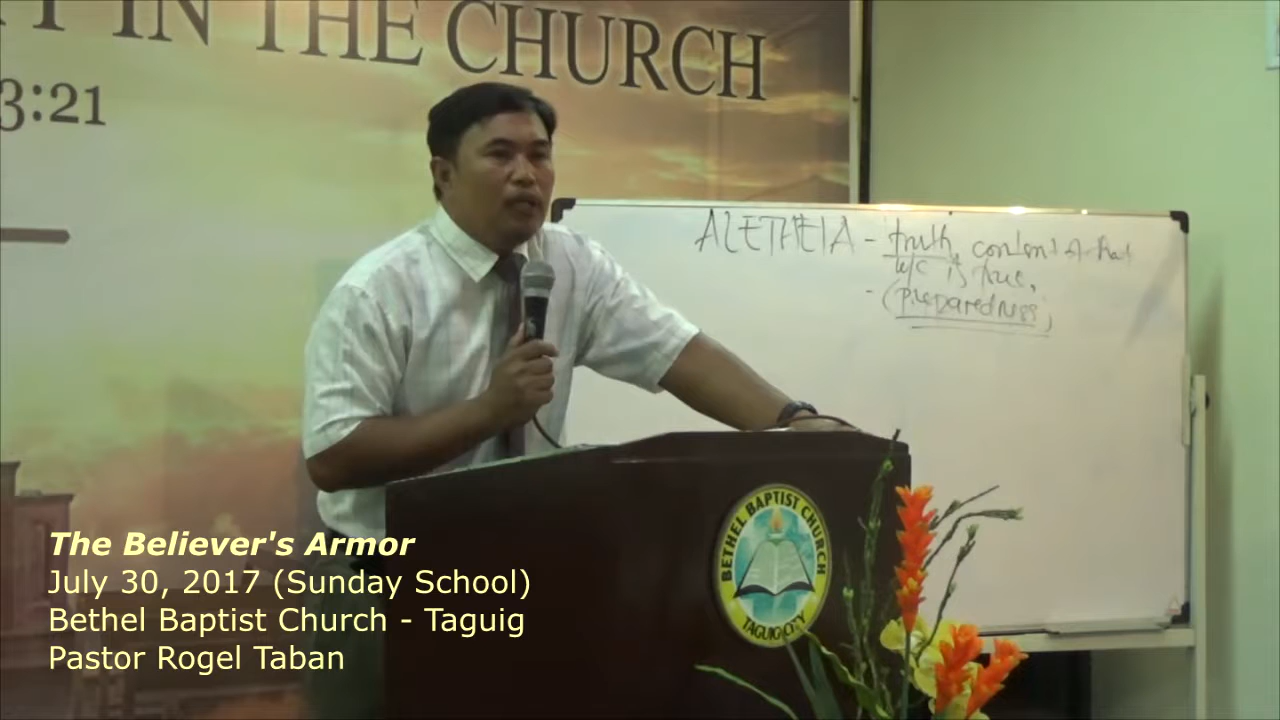 IN THE CHURCH
3:21
ALETHEIA - truth, content of that
w/c is true.
- (preparedness)
BETHEL BAPTIST CHURCH
TAGUIG CITY
The Believer's Armor
July 30, 2017 (Sunday School)
Bethel Baptist Church - Taguig
Pastor Rogel Taban